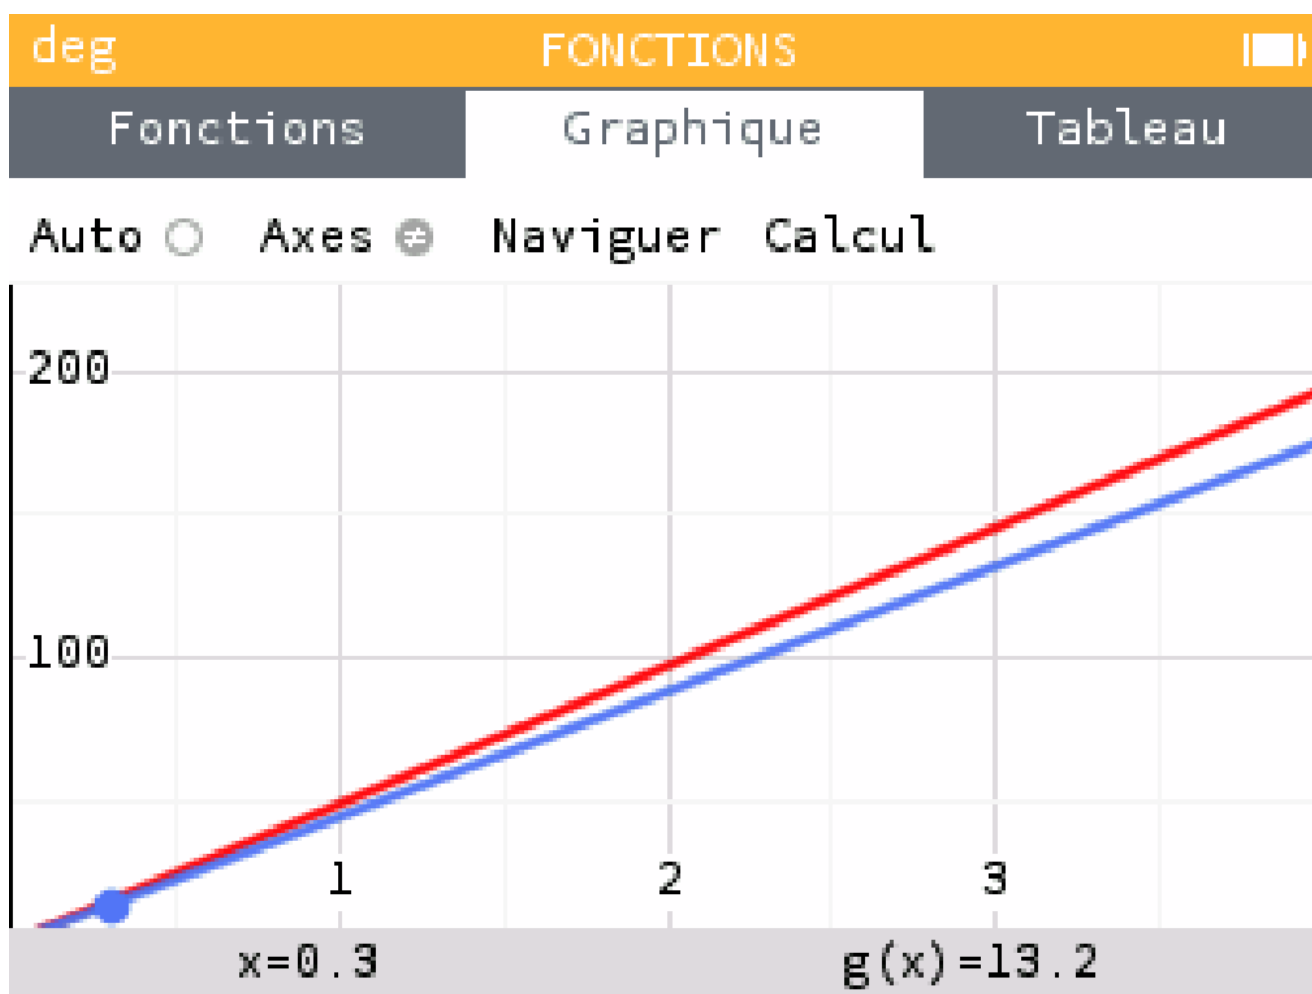 deg FONCTIONS
Fonctions Graphique Tableau
Auto Axes Naviguer Calcul
200
100
1 2 3
x=0.3 g(x)=13.2